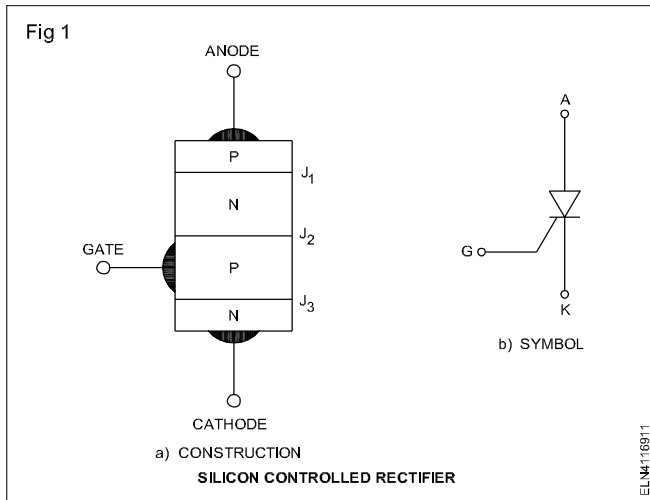 Fig 1
ANODE
P
J1
N
J2
GATE
P
J3
N
CATHODE
a) CONSTRUCTION
A
G
K
b) SYMBOL
SILICON CONTROLLED RECTIFIER
ELN4116911